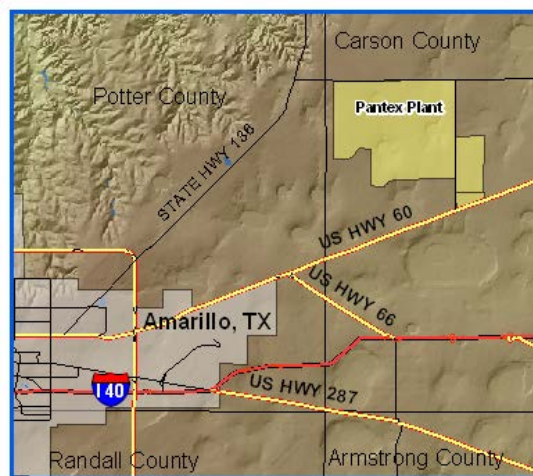 Carson County
Potter County
Pantex Plant
STATE HWY 136
US HWY 60
US HWY 66
Amarillo, TX
I 40
US HWY 287
Randall County
Armstrong County